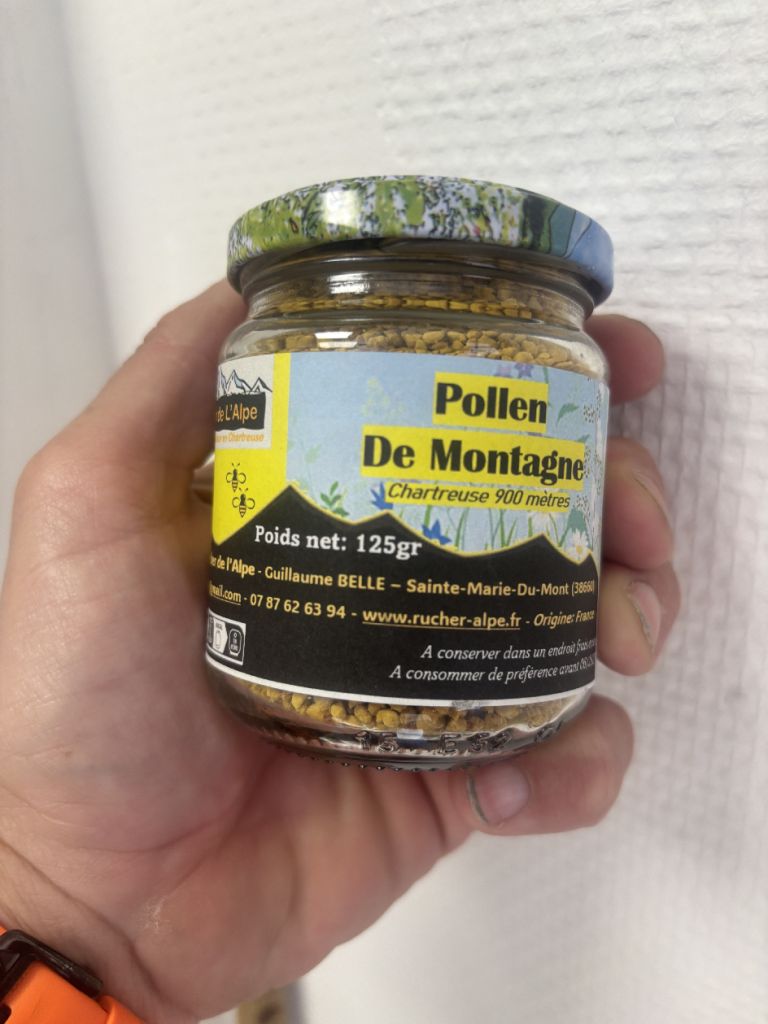 de L'Alpe
en Chartreuse
Pollen
De Montagne
Chartreuse 900 mètres
Poids net: 125gr
de l'Alpe - Guillaume BELLE – Sainte-Marie-Du-Mont (38660)
.com - 07 87 62 63 94 - www.rucher-alpe.fr - Origine: France
A conserver dans un endroit frais
A consommer de préférence avant